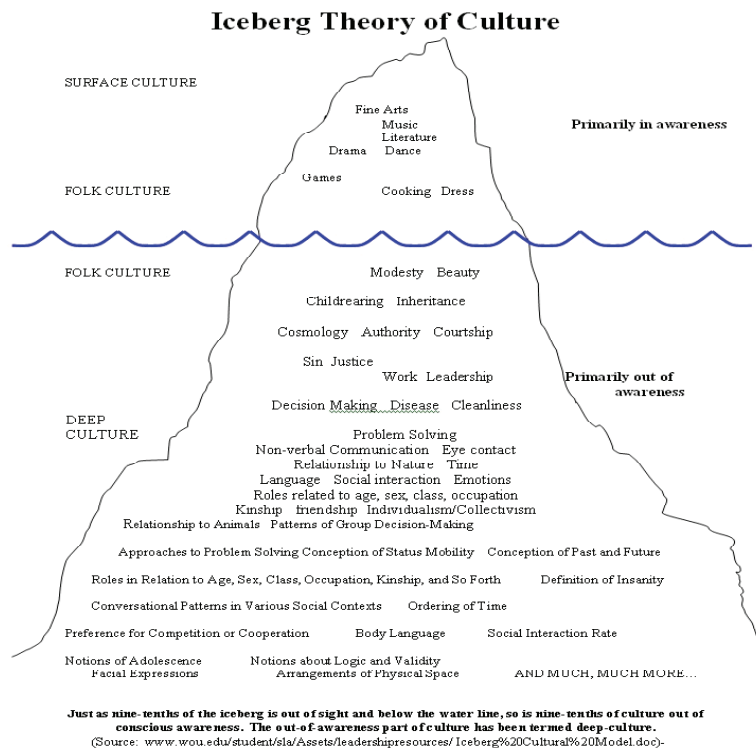 Iceberg Theory of Culture
SURFACE CULTURE
Fine Arts
Music
Primarily in awareness
Literature
Drama Dance
Games
FOLK CULTURE
Cooking Dress
FOLK CULTURE
Modesty Beauty
Childrearing Inheritance
Cosmology Authority Courtship
Sin Justice
Work Leadership
Primarily out of
awareness
Decision Making Disease Cleanliness
DEEP
CULTURE
Problem Solving
Non-verbal Communication Eye contact
Relationship to Nature Time
Language Social interaction Emotions
Roles related to age, sex, class, occupation
Kinship friendship Individualism/Collectivism
Relationship to Animals Patterns of Group Decision-Making
Approaches to Problem Solving Conception of Status Mobility Conception of Past and Future
Roles in Relation to Age, Sex, Class, Occupation, Kinship, and So Forth Definition of Insanity
Conversational Patterns in Various Social Contexts Ordering of Time
Preference for Competition or Cooperation Body Language Social Interaction Rate
Notions of Adolescence Notions about Logic and Validity
Facial Expressions Arrangements of Physical Space AND MUCH, MUCH MORE...
Just as nine-tenths of the iceberg is out of sight and below the water line, so is nine-tenths of culture out of
conscious awareness. The out-of-awareness part of culture has been termed deep-culture.
(Source: www.wou.edu/student/sla/Assets/leadershipresources/Iceberg%20Cultural%20Model.doc)-